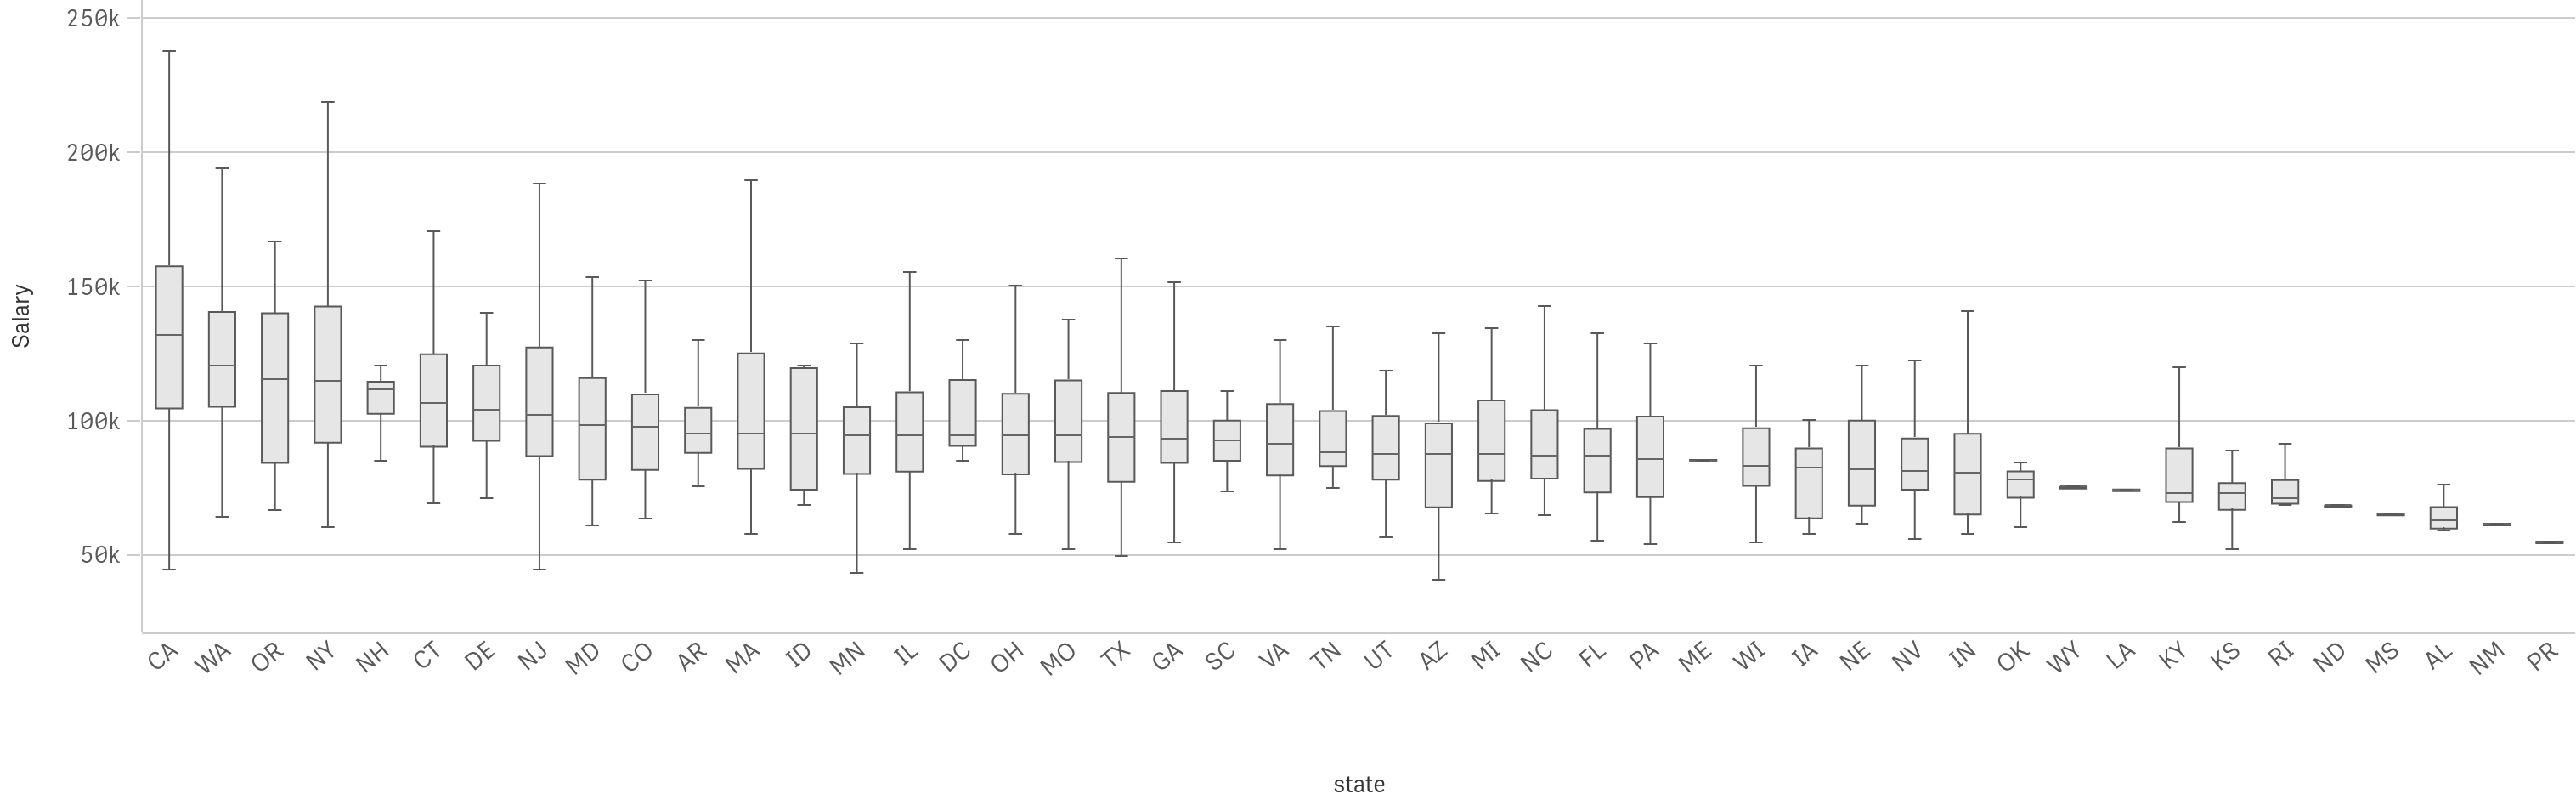 250k
200k
150k
100k
50k
Salary
CA WA OR NY NH CT DE NJ MD CO AR MA ID MN IL DC OH MO TX GA SC VA TN UT AZ MI NC FL PA ME WI IA NE NV IN OK WY LA KY KS RI ND MS AL NM PR
state